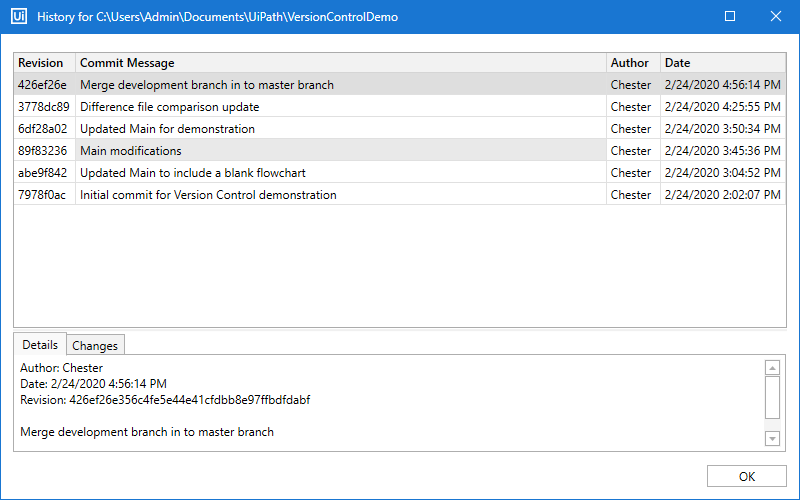 Ui History for C:\Users\Admin\Documents\UiPath\VersionControlDemo
Revision Commit Message Author Date
426ef26e Merge development branch in to master branch Chester 2/24/2020 4:56:14 PM
3778dc89 Difference file comparison update Chester 2/24/2020 4:25:55 PM
6df28a02 Updated Main for demonstration Chester 2/24/2020 3:50:34 PM
89f83236 Main modifications Chester 2/24/2020 3:45:36 PM
abe9f842 Updated Main to include a blank flowchart Chester 2/24/2020 3:04:52 PM
7978f0ac Initial commit for Version Control demonstration Chester 2/24/2020 2:02:07 PM
Details Changes
Author: Chester
Date: 2/24/2020 4:56:14 PM
Revision: 426ef26e356c4fe5e44e41cfdbb8e97ffbdfdabf
Merge development branch in to master branch
OK